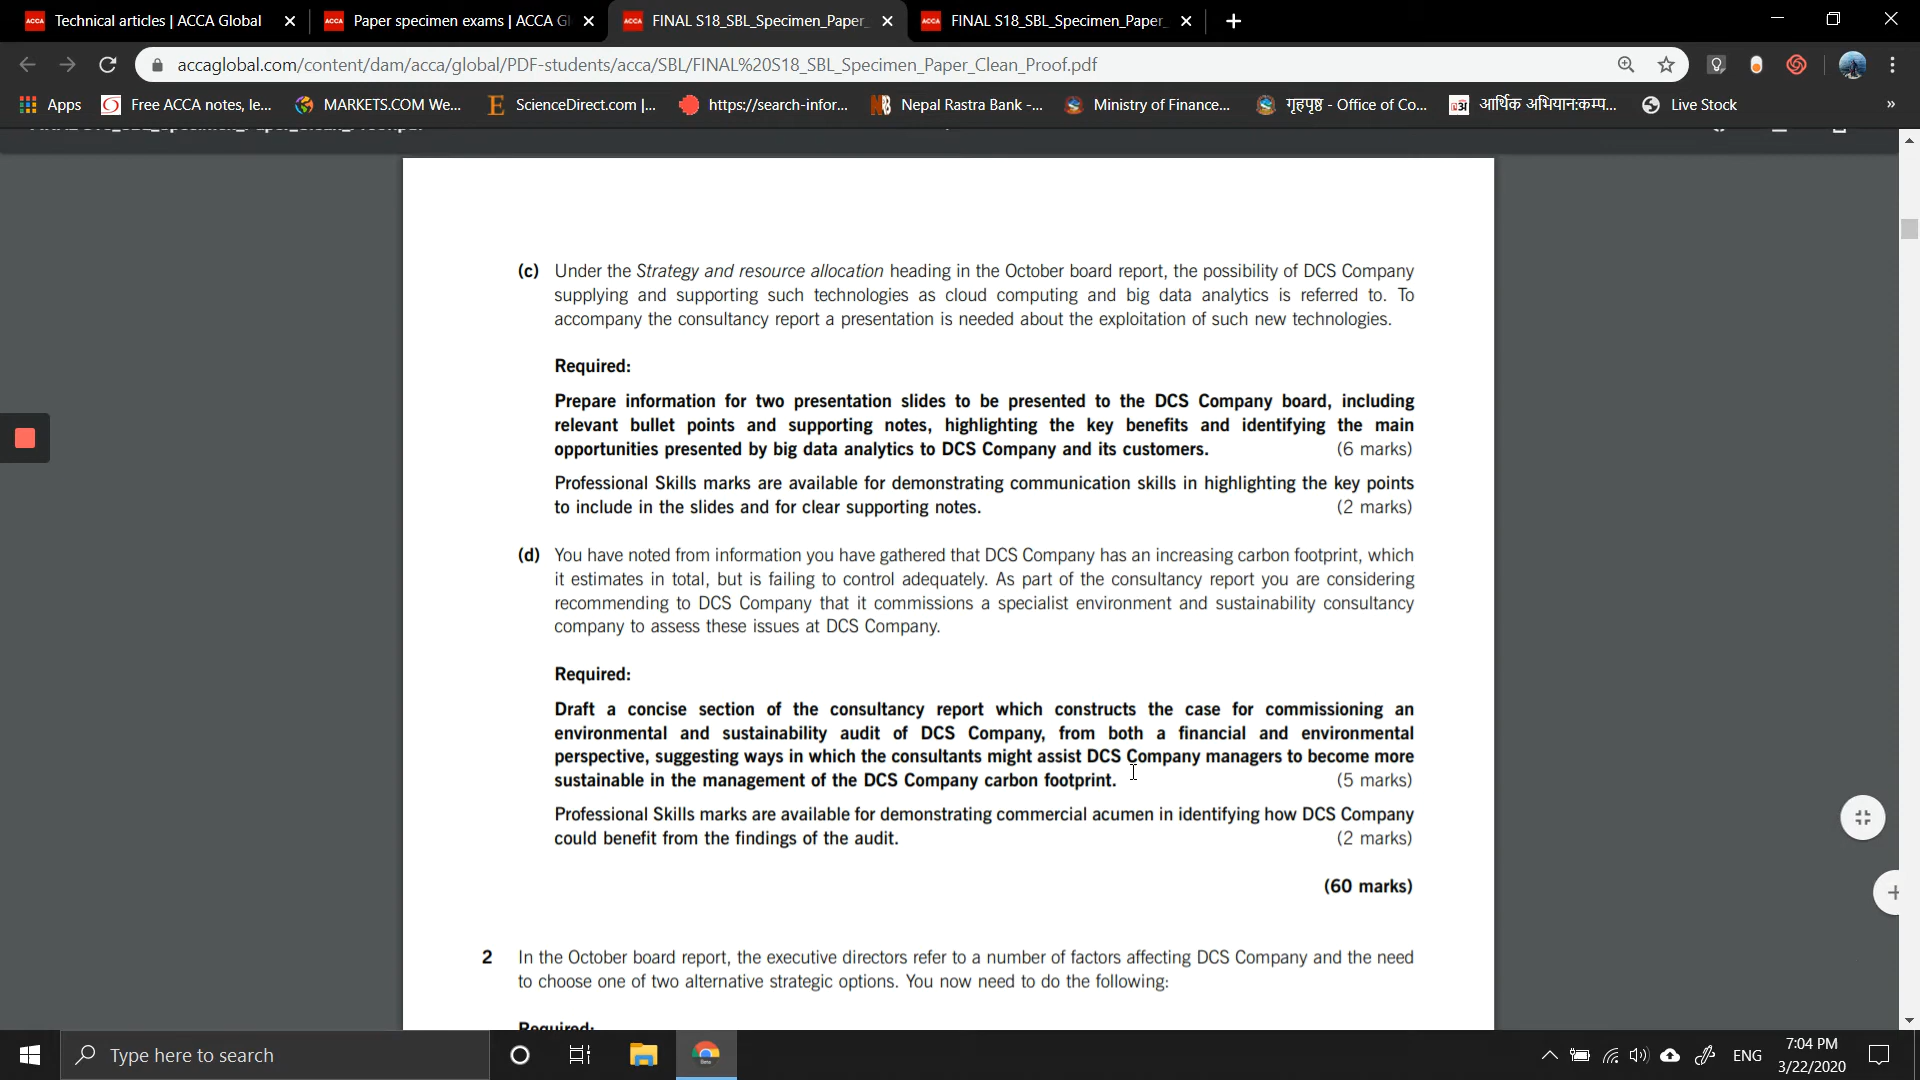 Technical articles | ACCA Global
Paper specimen exams | ACCA Gl
FINAL S18_SBL_Specimen_Paper_
FINAL S18_SBL_Specimen_Paper_
accaglobal.com/content/dam/acca/global/PDF-students/acca/SBL/FINAL%20S18_SBL_Specimen_Paper_Clean_Proof.pdf
Apps
Free ACCA notes, le...
MARKETS.COM We...
ScienceDirect.com |...
https://search-infor...
Nepal Rastra Bank -...
Ministry of Finance...
गृहपृष्ठ - Office of Co...
आर्थिक अभियान:कम्प...
Live Stock
»
(c) Under the Strategy and resource allocation heading in the October board report, the possibility of DCS Company
supplying and supporting such technologies as cloud computing and big data analytics is referred to. To
accompany the consultancy report a presentation is needed about the exploitation of such new technologies.
Required:
Prepare information for two presentation slides to be presented to the DCS Company board, including
relevant bullet points and supporting notes, highlighting the key benefits and identifying the main
opportunities presented by big data analytics to DCS Company and its customers. (6 marks)
Professional Skills marks are available for demonstrating communication skills in highlighting the key points
to include in the slides and for clear supporting notes. (2 marks)
(d) You have noted from information you have gathered that DCS Company has an increasing carbon footprint, which
it estimates in total, but is failing to control adequately. As part of the consultancy report you are considering
recommending to DCS Company that it commissions a specialist environment and sustainability consultancy
company to assess these issues at DCS Company.
Required:
Draft a concise section of the consultancy report which constructs the case for commissioning an
environmental and sustainability audit of DCS Company, from both a financial and environmental
perspective, suggesting ways in which the consultants might assist DCS Company managers to become more
sustainable in the management of the DCS Company carbon footprint. (5 marks)
Professional Skills marks are available for demonstrating commercial acumen in identifying how DCS Company
could benefit from the findings of the audit. (2 marks)
(60 marks)
2 In the October board report, the executive directors refer to a number of factors affecting DCS Company and the need
to choose one of two alternative strategic options. You now need to do the following:
Required:
Type here to search
ENG
7:04 PM
3/22/2020